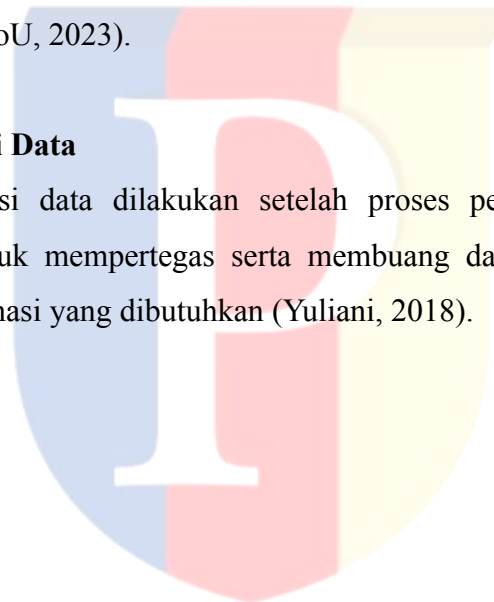 oU, 2023).
i Data
si data dilakukan setelah proses pe
uk mempertegas serta membuang da
nasi yang dibutuhkan (Yuliani, 2018).
P